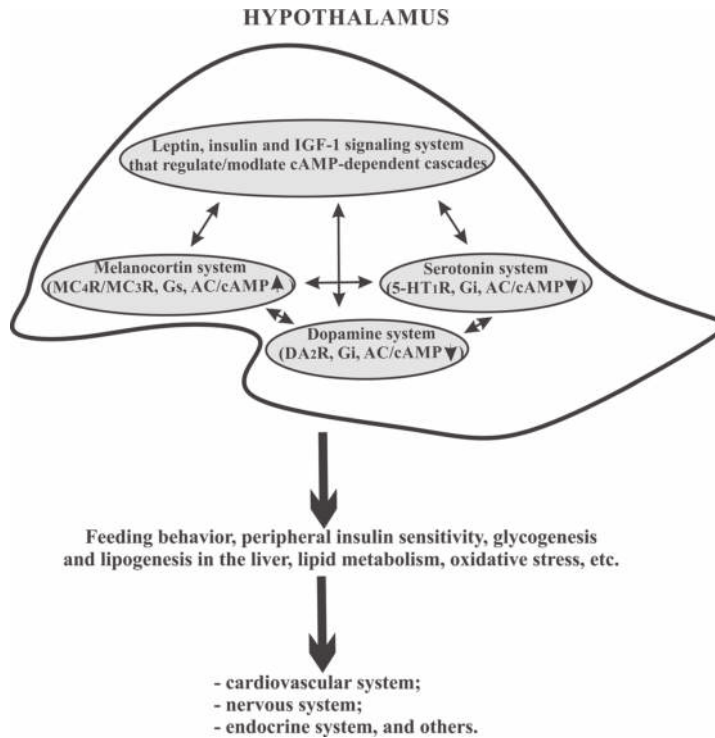 HYPOTHALAMUS
Leptin, insulin and IGF-1 signaling system
that regulate/modlate cAMP-dependent cascades
Melanocortin system
(MC4R/MC3R, Gs, AC/cAMP )
Serotonin system
(5-HT1R, Gi, AC/cAMP )
Dopamine system
(DA2R, Gi, AC/cAMP )
Feeding behavior, peripheral insulin sensitivity, glycogenesis
and lipogenesis in the liver, lipid metabolism, oxidative stress, etc.
- cardiovascular system;
- nervous system;
- endocrine system, and others.